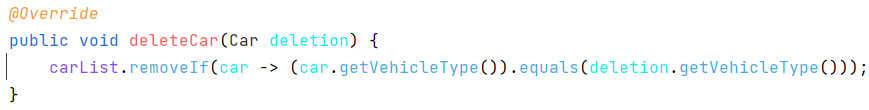 @Override
public void deleteCar(Car deletion) {
    carList.removeIf(car -> (car.getVehicleType()).equals(deletion.getVehicleType()));
}